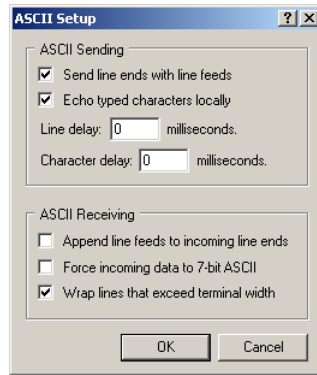 ASCII Setup
ASCII Sending
Send line ends with line feeds
Echo typed characters locally
Line delay: 0 milliseconds.
Character delay: 0 milliseconds.
ASCII Receiving
Append line feeds to incoming line ends
Force incoming data to 7-bit ASCII
Wrap lines that exceed terminal width
OK Cancel